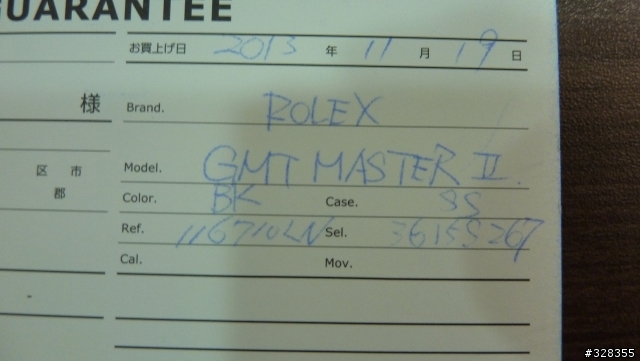 GUARANTEE
お買上げ日 2013 年 11 月 19 日
様
Brand. ROLEX
区 市
郡
Model. GMT MASTER II.
Color. BK Case. SS
Ref. 116710LN Sel.
Cal. Mov.
#328355